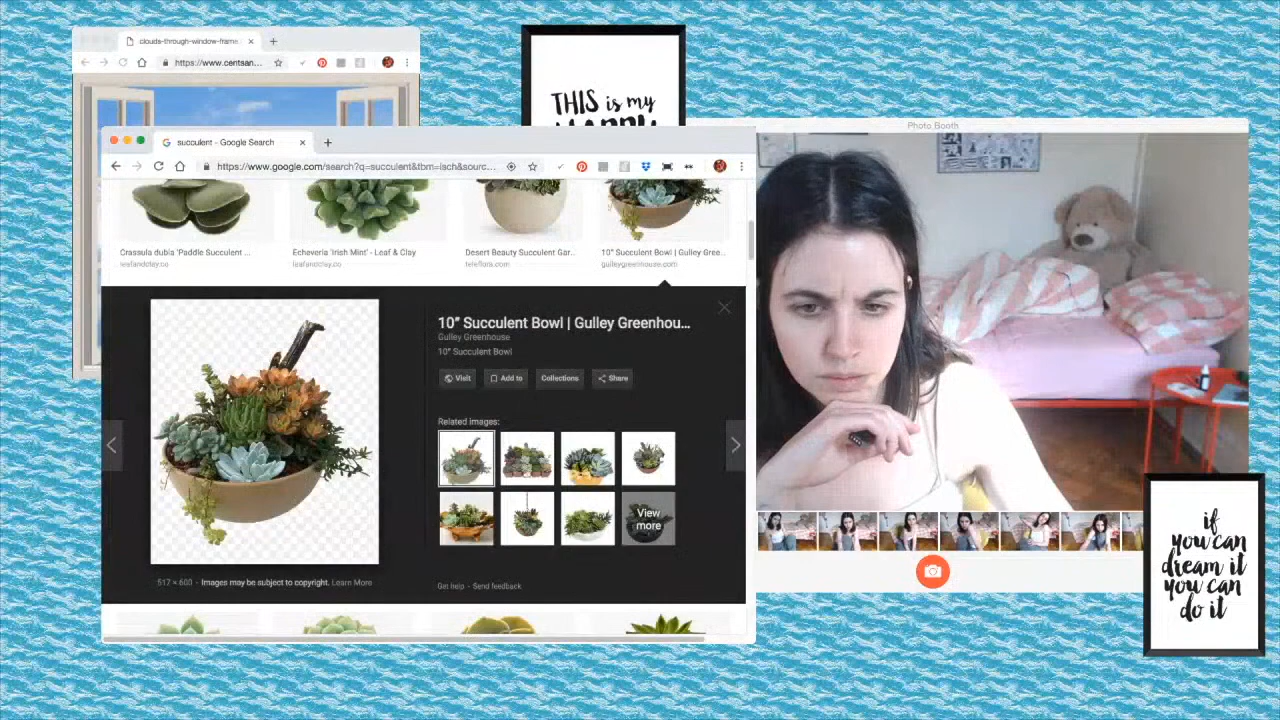 clouds-through-window-frame
https://www.centsan...
THIS is my
HAPPY
succulent - Google Search
https://www.google.com/search?q=succulent&tbm=isch&sourc...
Photo Booth
Crassula dubia 'Paddle Succulent ...
leafandclay.co
Echeveria 'Irish Mint' - Leaf & Clay
leafandclay.co
Desert Beauty Succulent Gar...
teleflora.com
10" Succulent Bowl | Gulley Gree...
gulleygreenhouse.com
10" Succulent Bowl | Gulley Greenhou...
Gulley Greenhouse
10" Succulent Bowl
Visit
Add to
Collections
Share
Related images:
View
more
517 × 600 - Images may be subject to copyright. Learn More
Get help - Send feedback
if
you can
dream it
you can
do it